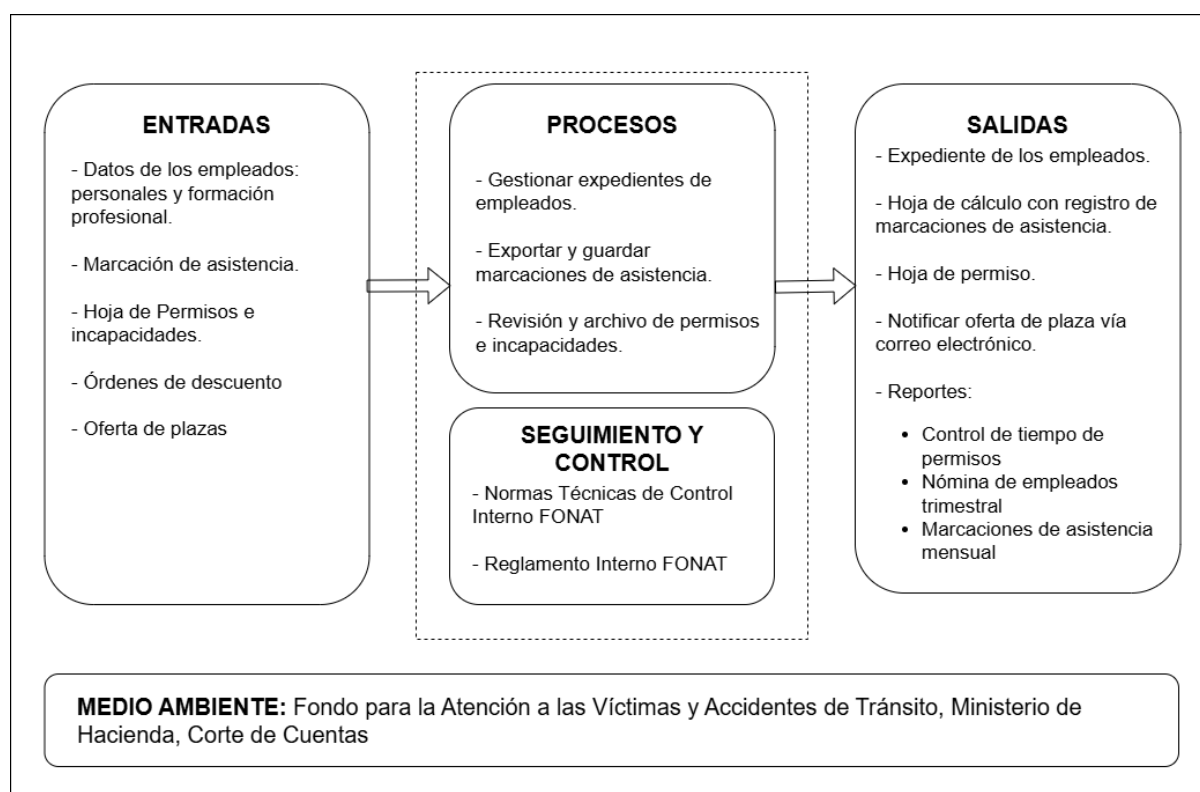 ENTRADAS
- Datos de los empleados:
personales y formación
profesional.
- Marcación de asistencia.
- Hoja de Permisos e
incapacidades.
- Órdenes de descuento
- Oferta de plazas
PROCESOS
- Gestionar expedientes de
empleados.
- Exportar y guardar
marcaciones de asistencia.
- Revisión y archivo de permisos
e incapacidades.
SEGUIMIENTO Y
CONTROL
- Normas Técnicas de Control
Interno FONAT
- Reglamento Interno FONAT
SALIDAS
- Expediente de los empleados.
- Hoja de cálculo con registro de
marcaciones de asistencia.
- Hoja de permiso.
- Notificar oferta de plaza vía
correo electrónico.
- Reportes:
• Control de tiempo de
permisos
• Nómina de empleados
trimestral
• Marcaciones de asistencia
mensual
MEDIO AMBIENTE: Fondo para la Atención a las Víctimas y Accidentes de Tránsito, Ministerio de
Hacienda, Corte de Cuentas